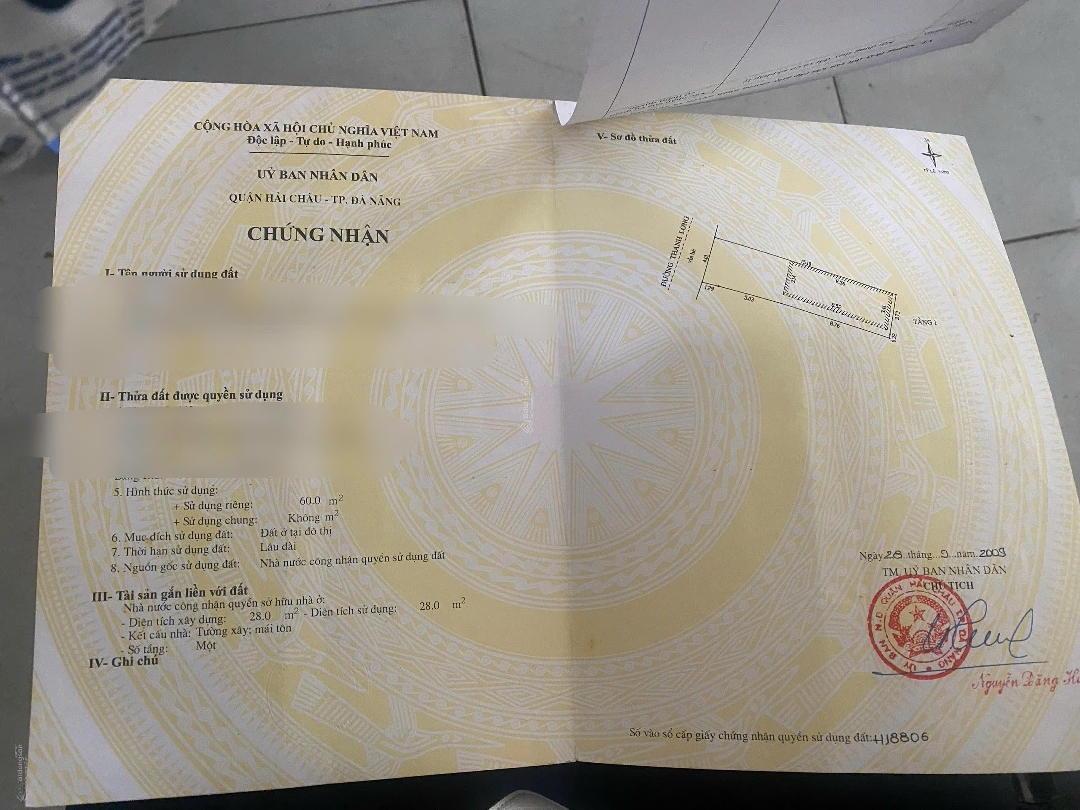 CỘNG HÒA XÃ HỘI CHỦ NGHĨA VIỆT NAM
Độc lập - Tự do - Hạnh phúc
UỶ BAN NHÂN DÂN
QUẬN HẢI CHÂU - TP. ĐÀ NẴNG
CHỨNG NHẬN
I- Tên người sử dụng đất
II- Thửa đất được quyền sử dụng
5. Hình thức sử dụng:
+ Sử dụng riêng: 60.0 m²
+ Sử dụng chung: Không m²
6. Mục đích sử dụng đất: Đất ở tại đô thị
7. Thời hạn sử dụng đất: Lâu dài
8. Nguồn gốc sử dụng đất: Nhà nước công nhận quyền sử dụng đất
III- Tài sản gắn liền với đất
Nhà nước công nhận quyền sở hữu nhà ở:
- Diện tích xây dựng: 28.0 m² - Diện tích sử dụng: 28.0 m²
- Kết cấu nhà: Tường xây; mái tôn
- Số tầng: Một
IV- Ghi chú
V- Sơ đồ thửa đất
ĐƯỜNG THANH LONG
TẦNG 1
Ngày 28 tháng 9 năm 2009
TM. UỶ BAN NHÂN DÂN
CHỦ TỊCH
Nguyễn Đăng
Số vào sổ cấp giấy chứng nhận quyền sử dụng đất: H18806